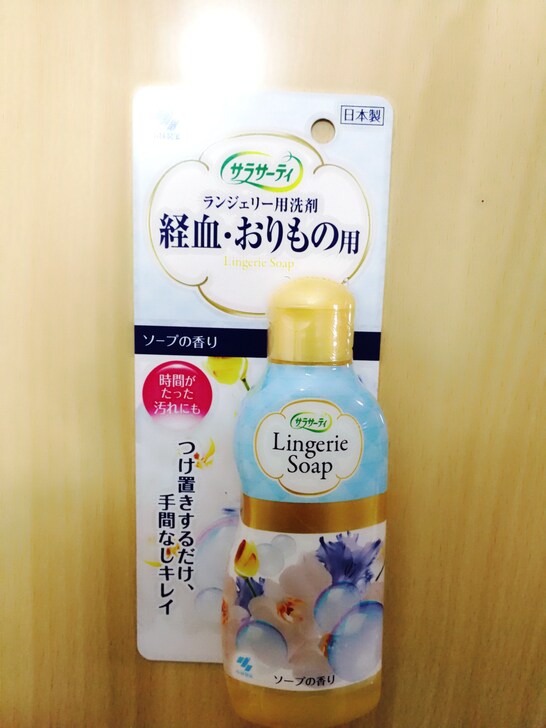 日本製
サラサーティ
ランジェリー用洗剤
経血・おりもの用
Lingerie Soap
ソープの香り
時間が
たった
汚れにも
つけ置きするだけ、
手間なしキレイ
サラサーティ
Lingerie
Soap
ソープの香り